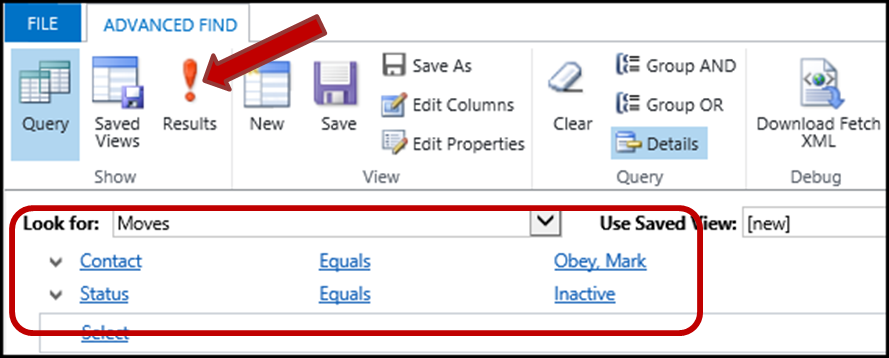 FILE
ADVANCED FIND
Query
Saved
Views
Results
New
Save
Save As
Edit Columns
Edit Properties
Clear
Group AND
Group OR
Details
Download Fetch
XML
Show
View
Query
Debug
Look for: Moves
Use Saved View: [new]
Contact Equals Obey, Mark
Status Equals Inactive
Select